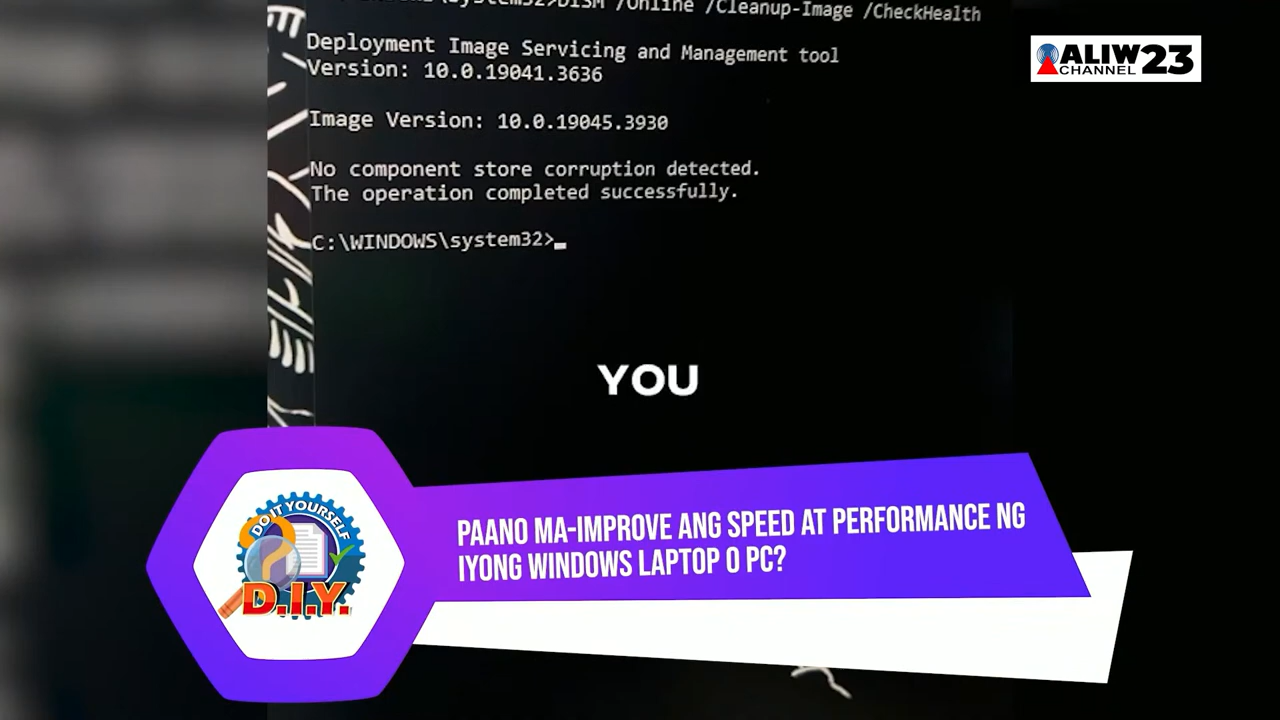 DISM /Online /Cleanup-Image /CheckHealth
Deployment Image Servicing and Management tool
Version: 10.0.19041.3636
Image Version: 10.0.19045.3930
No component store corruption detected.
The operation completed successfully.
C:\WINDOWS\system32>
ALIW23
CHANNEL
YOU
DO IT YOURSELF
D.I.Y.
PAANO MA-IMPROVE ANG SPEED AT PERFORMANCE NG
IYONG WINDOWS LAPTOP O PC?